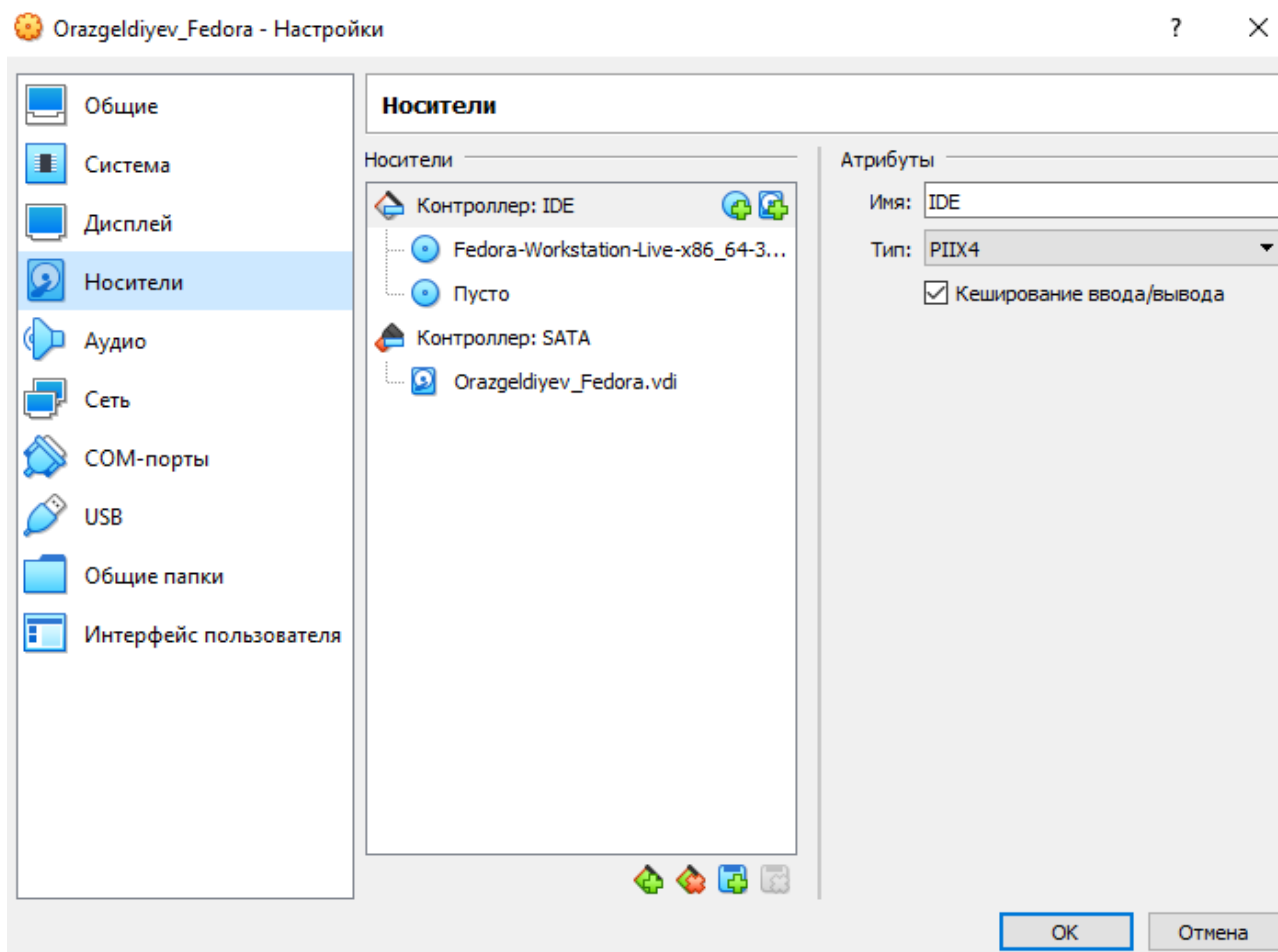 Orazgeldiyev_Fedora - Настройки
?
Общие
Система
Дисплей
Носители
Аудио
Сеть
COM-порты
USB
Общие папки
Интерфейс пользователя
Носители
Носители
Контроллер: IDE
Fedora-Workstation-Live-x86_64-3...
Пусто
Контроллер: SATA
Orazgeldiyev_Fedora.vdi
Атрибуты
Имя: IDE
Тип: PIIX4
Кеширование ввода/вывода
OK
Отмена